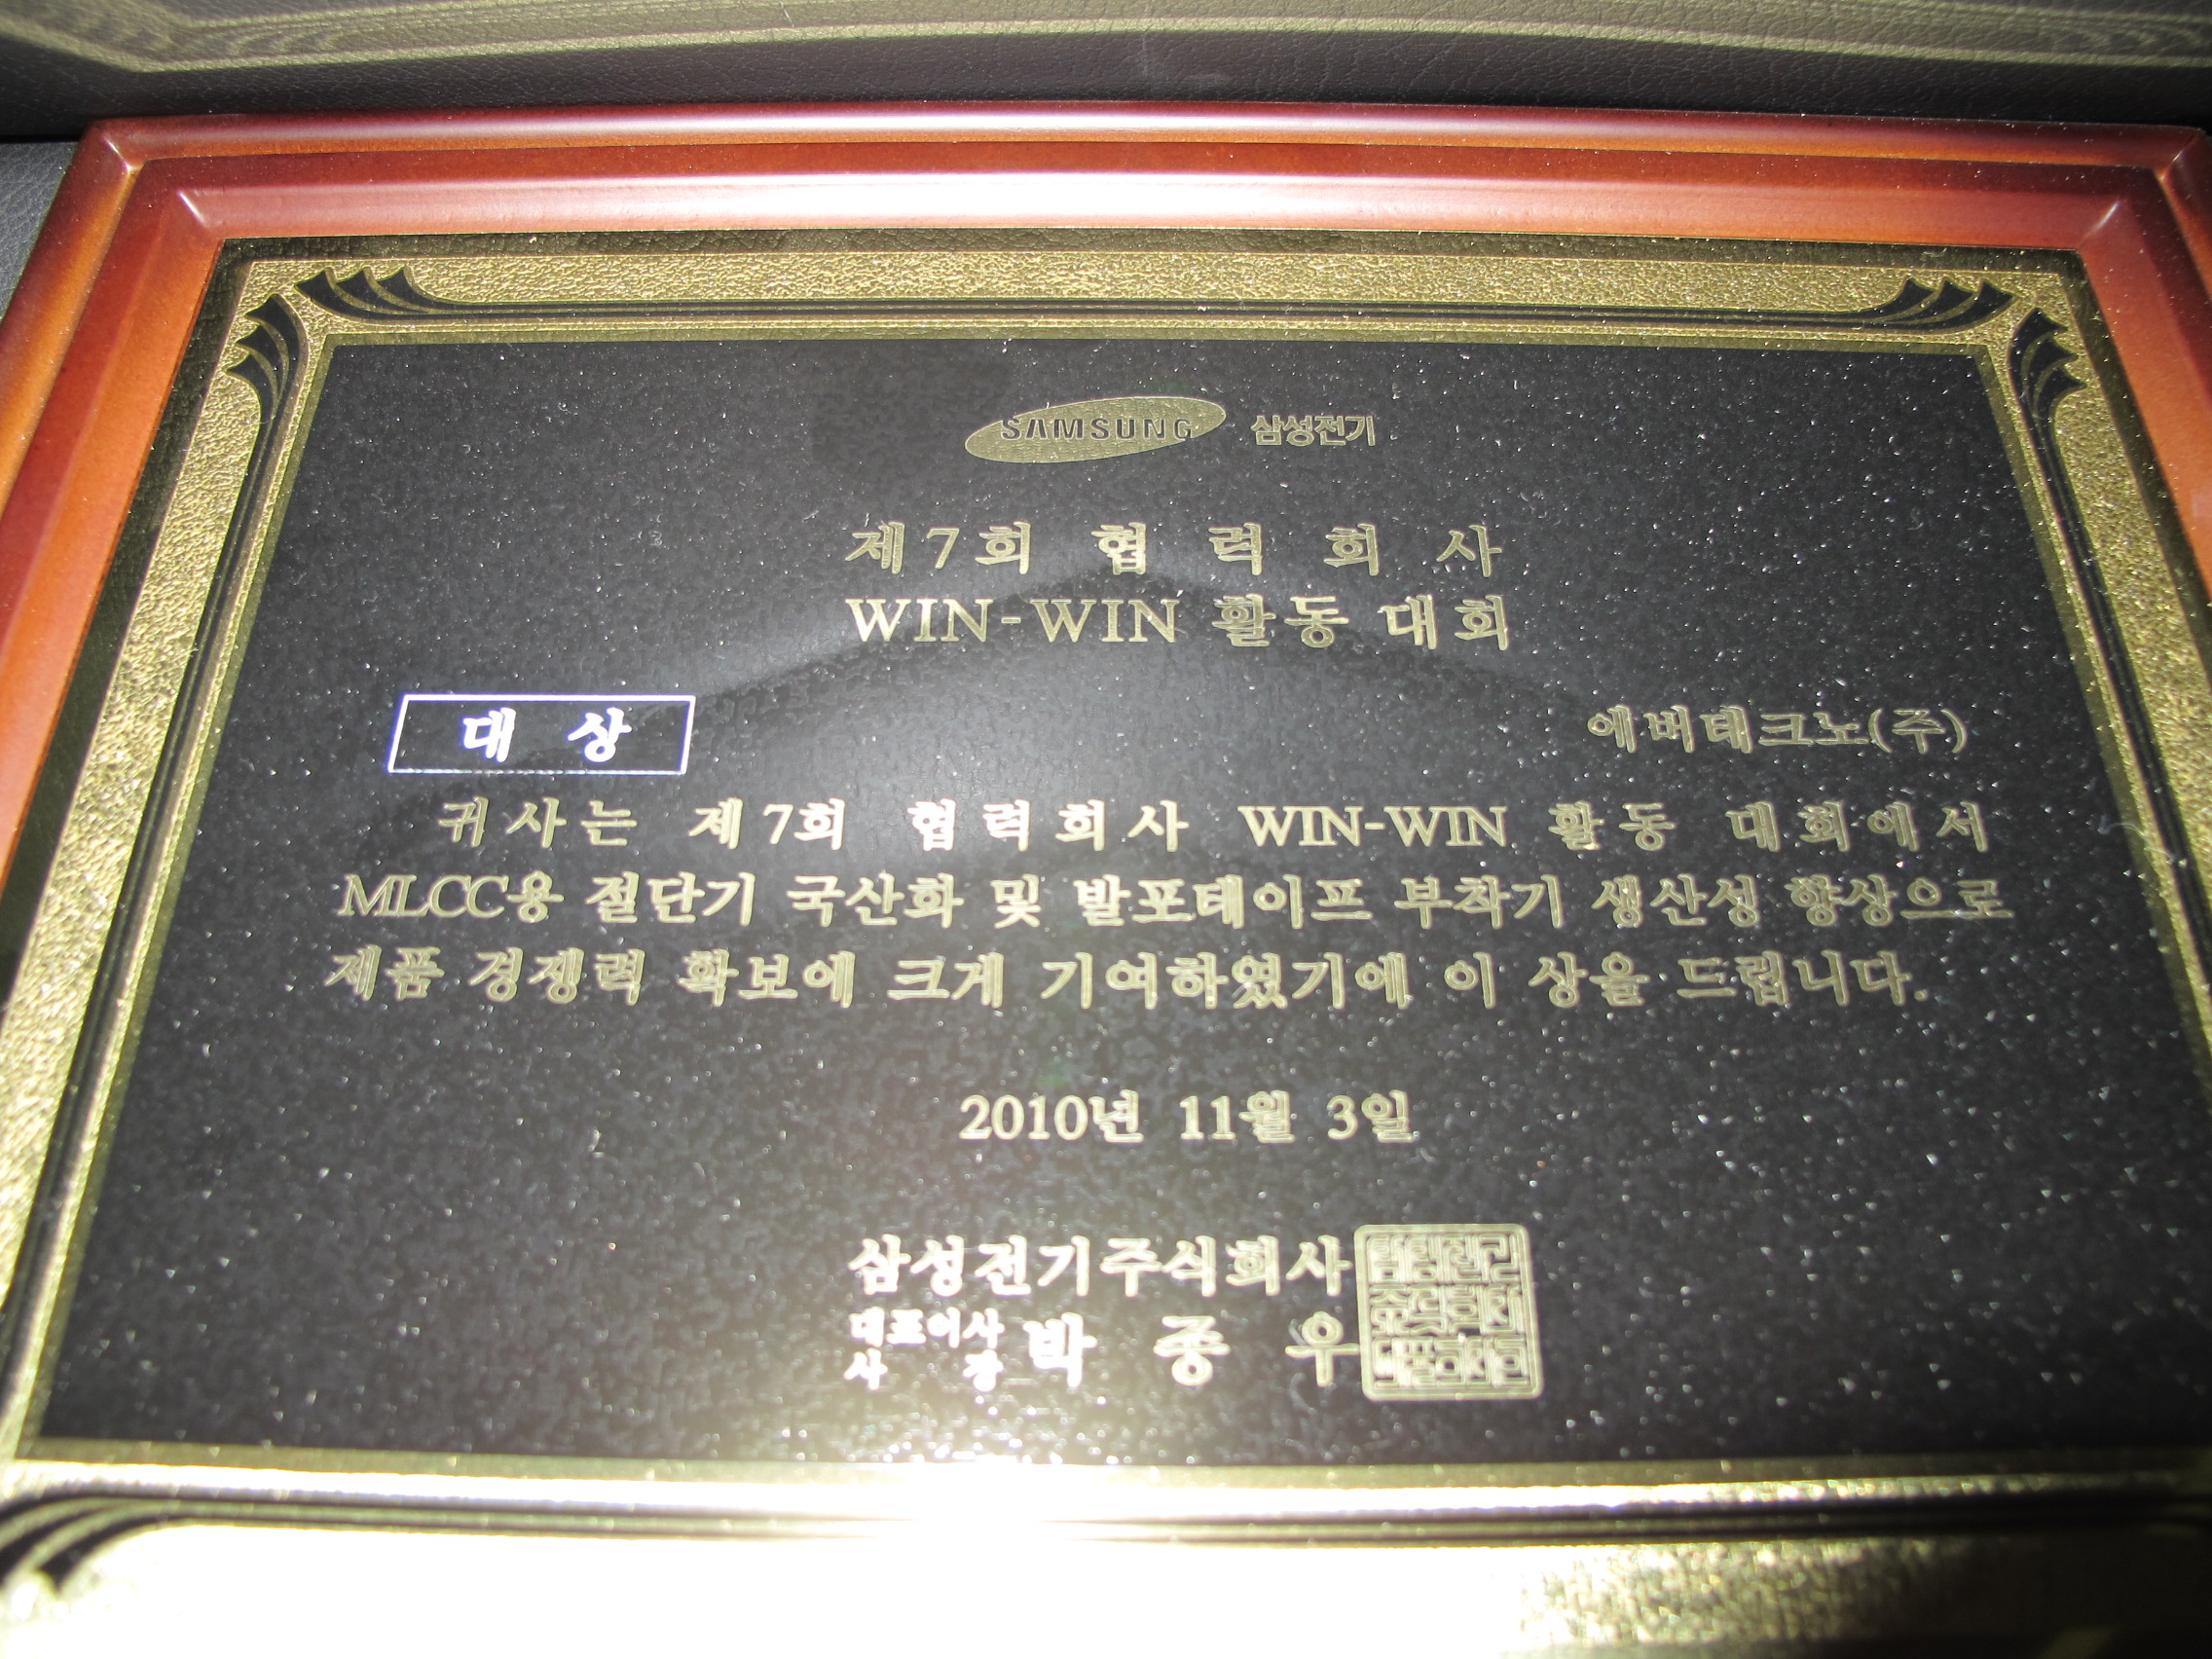 SAMSUNG 삼성전기
제7회 협력회사
WIN-WIN 활동대회
대상
에버테크노(주)
귀사는 제7회 협력회사 WIN-WIN 활동 대회에서
MLCC용 절단기 국산화 및 발포테이프 부착기 생산성 향상으로
제품 경쟁력 확보에 크게 기여하였기에 이 상을 드립니다.
2010년 11월 3일
삼성전기주식회사
대표이사
사장 박종우